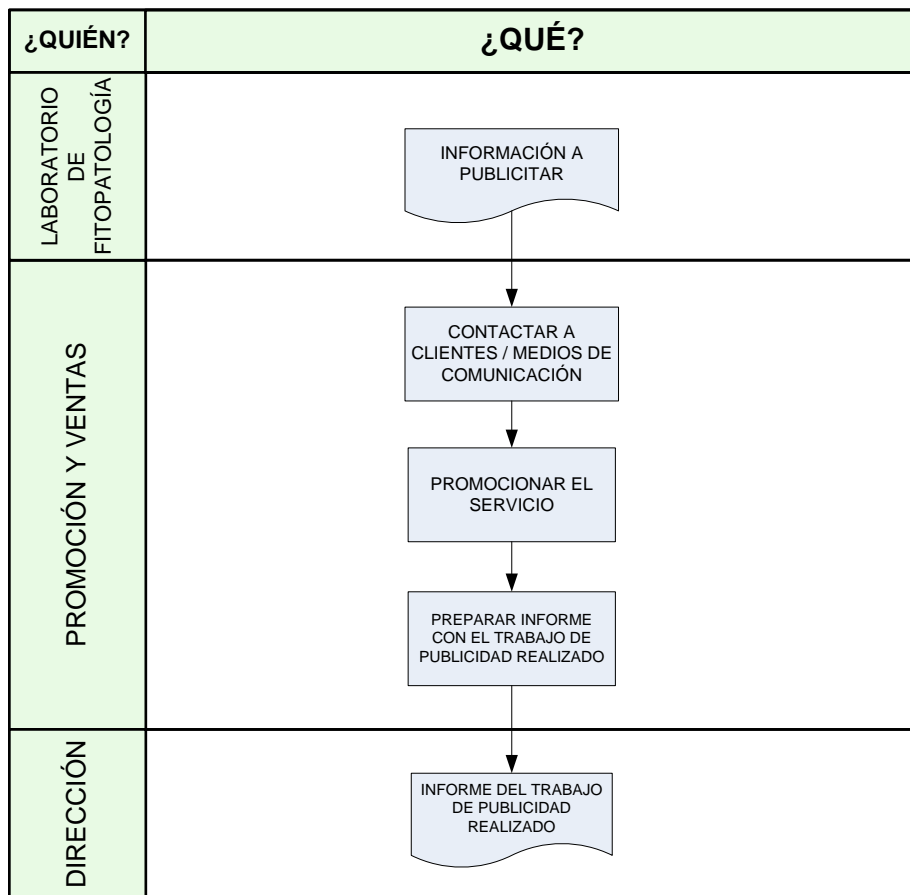 ¿QUIÉN?
¿QUÉ?
LABORATORIO
DE
FITOPATOLOGÍA
INFORMACIÓN A
PUBLICITAR
PROMOCIÓN Y VENTAS
CONTACTAR A
CLIENTES / MEDIOS DE
COMUNICACIÓN
PROMOCIONAR EL
SERVICIO
PREPARAR INFORME
CON EL TRABAJO DE
PUBLICIDAD REALIZADO
DIRECCIÓN
INFORME DEL TRABAJO
DE PUBLICIDAD
REALIZADO